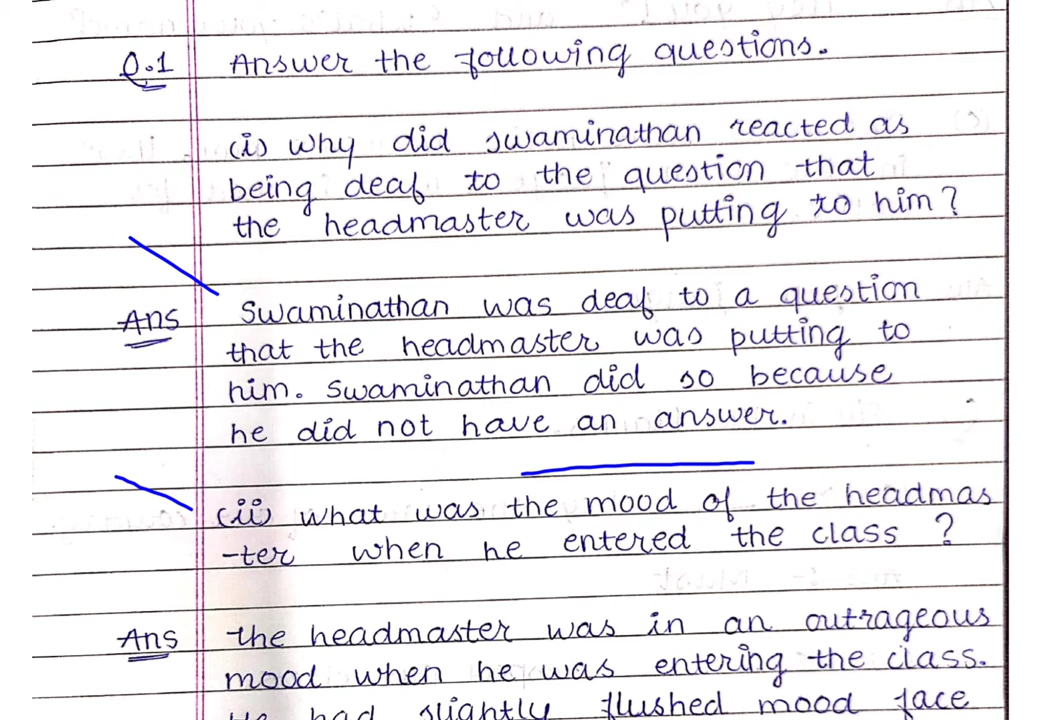 Q.1 Answer the following questions.
(i) why did swaminathan reacted as
being deaf to the question that
the headmaster was putting to him?
Ans Swaminathan was deaf to a question
that the headmaster was putting to
him. Swaminathan did so because
he did not have an answer.
(ii) what was the mood of the headmas
-ter when he entered the class ?
Ans the headmaster was in an outrageous
mood when he was entering the class.
He had slightly flushed mood face